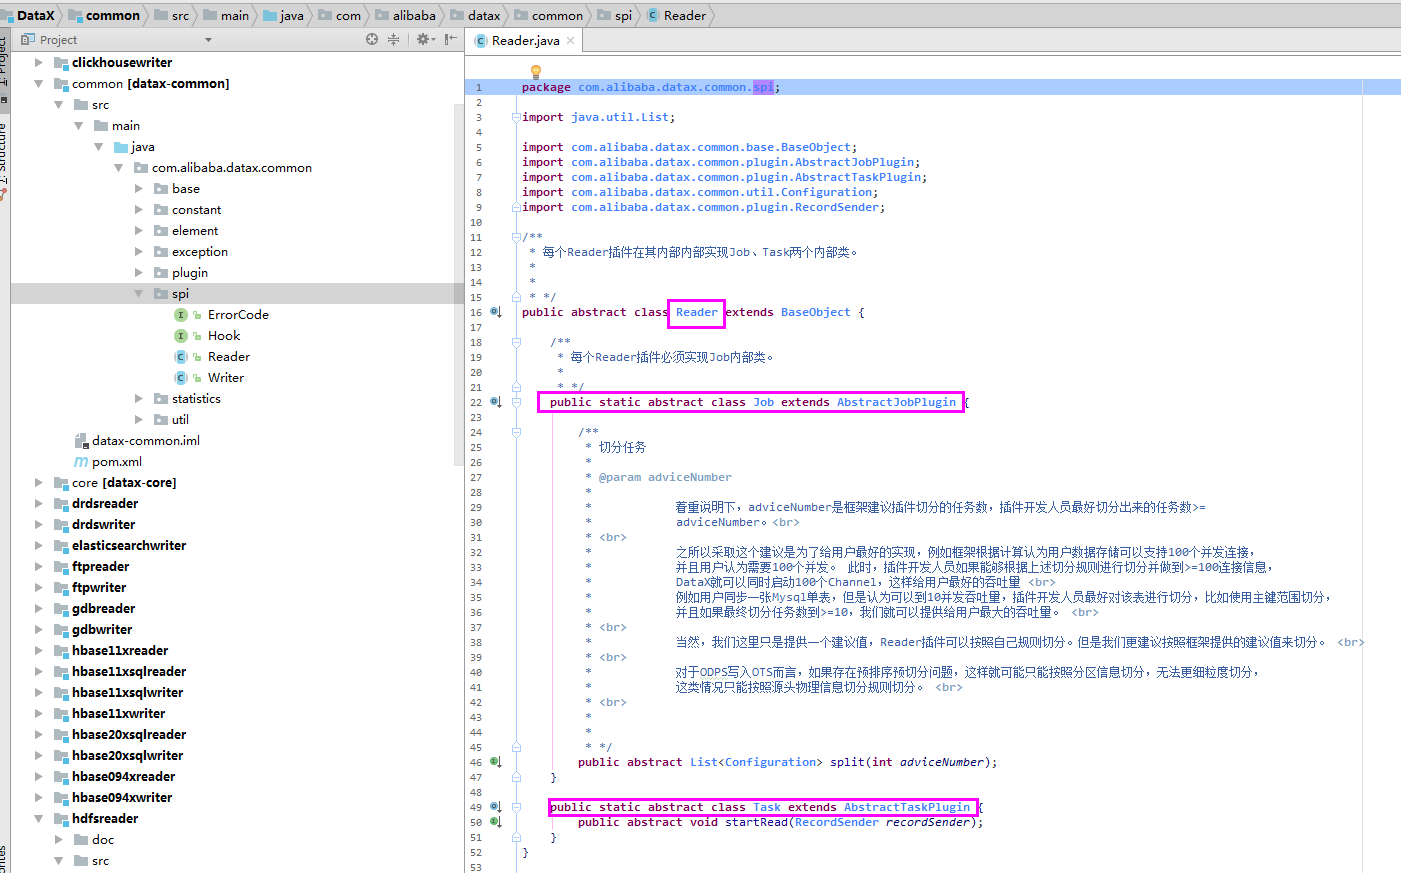 DataX common src main java com alibaba datax common spi Reader
Project
Reader.java
1: Project
Z: Structure
clickhousewriter
common [datax-common]
src
main
java
com.alibaba.datax.common
base
constant
element
exception
plugin
spi
ErrorCode
Hook
Reader
Writer
statistics
util
datax-common.iml
pom.xml
core [datax-core]
drdsreader
drdswriter
elasticsearchwriter
ftpreader
ftpwriter
gdbreader
gdbwriter
hbase11xreader
hbase11xsqlreader
hbase11xsqlwriter
hbase11xwriter
hbase20xsqlreader
hbase20xsqlwriter
hbase094xreader
hbase094xwriter
hdfsreader
doc
src
1 package com.alibaba.datax.common.spi;
2
3 import java.util.List;
4
5 import com.alibaba.datax.common.base.BaseObject;
6 import com.alibaba.datax.common.plugin.AbstractJobPlugin;
7 import com.alibaba.datax.common.plugin.AbstractTaskPlugin;
8 import com.alibaba.datax.common.util.Configuration;
9 import com.alibaba.datax.common.plugin.RecordSender;
10
11 /**
12 * 每个Reader插件在其内部内部实现Job、Task两个内部类。
13 *
14 *
15 * */
16 public abstract class Reader extends BaseObject {
17
18 /**
19 * 每个Reader插件必须实现Job内部类。
20 *
21 * */
22 public static abstract class Job extends AbstractJobPlugin {
23
24 /**
25 * 切分任务
26 *
27 * @param adviceNumber
28 *
29 * 着重说明下，adviceNumber是框架建议插件切分的任务数，插件开发人员最好切分出来的任务数>=
30 * adviceNumber。<br>
31 * <br>
32 * 之所以采取这个建议是为了给用户最好的实现，例如框架根据计算认为用户数据存储可以支持100个并发连接，
33 * 并且用户认为需要100个并发。 此时，插件开发人员如果能够根据上述切分规则进行切分并做到>=100连接信息，
34 * DataX就可以同时启动100个Channel，这样给用户最好的吞吐量 <br>
35 * 例如用户同步一张Mysql单表，但是认为可以到10并发吞吐量，插件开发人员最好对该表进行切分，比如使用主键范围切分，
36 * 并且如果最终切分任务数到>=10，我们就可以提供给用户最大的吞吐量。 <br>
37 * <br>
38 * 当然，我们这里只是提供一个建议值，Reader插件可以按照自己规则切分。但是我们更建议按照框架提供的建议值来切分。 <br>
39 * <br>
40 * 对于ODPS写入OTS而言，如果存在预排序预切分问题，这样就可能只能按照分区信息切分，无法更细粒度切分，
41 * 这类情况只能按照源头物理信息切分规则切分。 <br>
42 * <br>
43 *
44 *
45 * */
46 public abstract List<Configuration> split(int adviceNumber);
47 }
48
49 public static abstract class Task extends AbstractTaskPlugin {
50 public abstract void startRead(RecordSender recordSender);
51 }
52 }
53